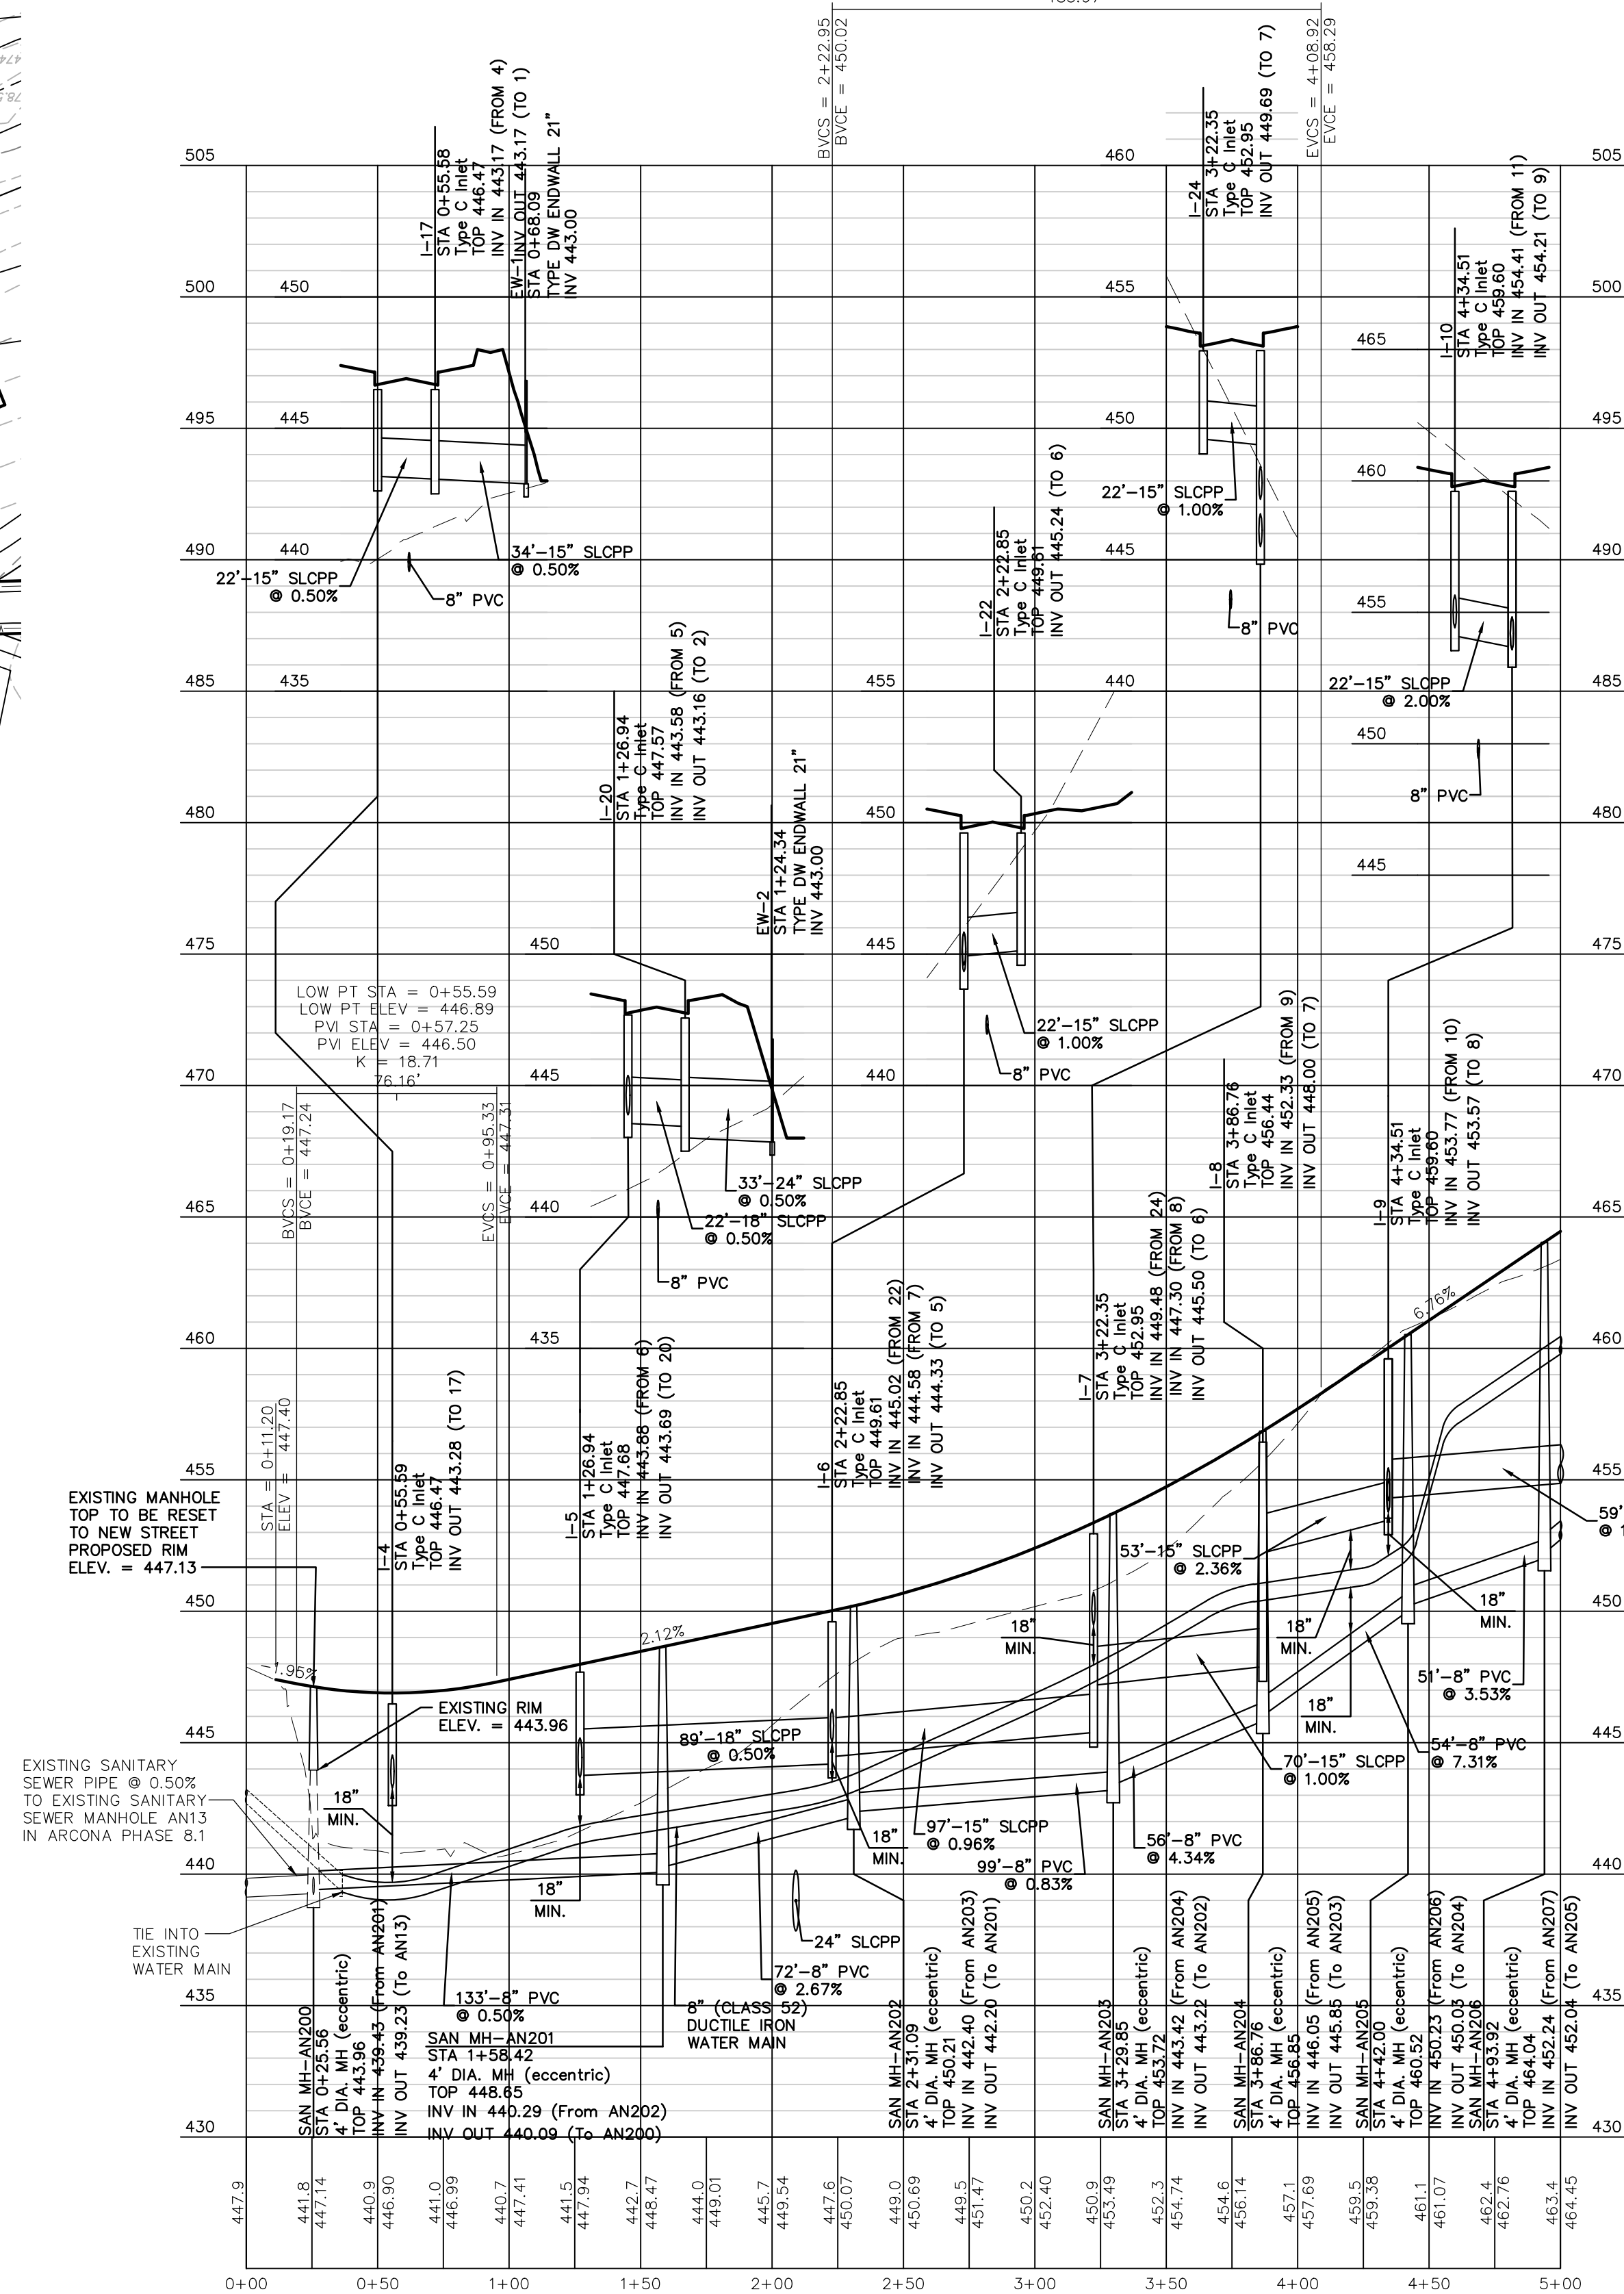 BVCS = 2+22.95
BVCE = 450.02
EVCS = 4+08.92
EVCE = 458.29
505
500
495
490
485
480
475
470
465
460
455
450
445
440
435
430
I-17
STA 0+55.58
Type C Inlet
TOP 446.47
INV IN 443.17 (FROM 4)
INV OUT 443.17 (TO 1)
EW-1
STA 0+68.09
TYPE DW ENDWALL 21"
INV 443.00
450
445
440
435
22'-15" SLCPP
@ 0.50%
34'-15" SLCPP
@ 0.50%
8" PVC
I-24
STA 3+22.35
Type C Inlet
TOP 452.95
INV OUT 449.69 (TO 7)
460
455
450
445
440
22'-15" SLCPP
@ 1.00%
8" PVC
I-10
STA 4+34.51
Type C Inlet
TOP 459.60
INV IN 454.41 (FROM 11)
INV OUT 454.21 (TO 9)
465
460
455
450
445
22'-15" SLCPP
@ 2.00%
8" PVC
505
500
495
490
485
480
475
470
465
460
455
450
445
440
435
430
I-22
STA 2+22.85
Type C Inlet
TOP 449.61
INV OUT 445.24 (TO 6)
455
450
445
440
22'-15" SLCPP
@ 1.00%
8" PVC
I-20
STA 1+26.94
Type C Inlet
TOP 447.57
INV IN 443.58 (FROM 5)
INV OUT 443.16 (TO 2)
EW-2
STA 1+24.34
TYPE DW ENDWALL 21"
INV 443.00
450
445
440
435
33'-24" SLCPP
@ 0.50%
22'-18" SLCPP
@ 0.50%
8" PVC
LOW PT STA = 0+55.59
LOW PT ELEV = 446.89
PVI STA = 0+57.25
PVI ELEV = 446.50
K = 18.71
76.16'
BVCS = 0+19.17
BVCE = 447.24
EVCS = 0+95.33
EVCE = 447.31
STA = 0+11.20
ELEV = 447.40
I-4
STA 0+55.59
Type C Inlet
TOP 446.47
INV OUT 443.28 (TO 17)
I-5
STA 1+26.94
Type C Inlet
TOP 447.68
INV IN 443.88 (FROM 6)
INV OUT 443.69 (TO 20)
I-6
STA 2+22.85
Type C Inlet
TOP 449.61
INV IN 445.02 (FROM 22)
INV IN 444.58 (FROM 7)
INV OUT 444.33 (TO 5)
I-7
STA 3+22.35
Type C Inlet
TOP 452.95
INV IN 449.48 (FROM 24)
INV IN 447.30 (FROM 8)
INV OUT 445.50 (TO 6)
I-8
STA 3+86.76
Type C Inlet
TOP 456.44
INV IN 452.33 (FROM 9)
INV OUT 448.00 (TO 7)
I-9
STA 4+34.51
Type C Inlet
TOP 459.60
INV IN 453.77 (FROM 10)
INV OUT 453.57 (TO 8)
6.76%
2.12%
-1.95%
EXISTING MANHOLE
TOP TO BE RESET
TO NEW STREET
PROPOSED RIM
ELEV. = 447.13
EXISTING RIM
ELEV. = 443.96
EXISTING SANITARY
SEWER PIPE @ 0.50%
TO EXISTING SANITARY
SEWER MANHOLE AN13
IN ARCONA PHASE 8.1
TIE INTO
EXISTING
WATER MAIN
18"
MIN.
18"
MIN.
89'-18" SLCPP
@ 0.50%
18"
MIN.
97'-15" SLCPP
@ 0.96%
18"
MIN.
53'-15" SLCPP
@ 2.36%
18"
MIN.
18"
MIN.
18"
MIN.
70'-15" SLCPP
@ 1.00%
51'-8" PVC
@ 3.53%
54'-8" PVC
@ 7.31%
56'-8" PVC
@ 4.34%
99'-8" PVC
@ 0.83%
24" SLCPP
72'-8" PVC
@ 2.67%
133'-8" PVC
@ 0.50%
8" (CLASS 52)
DUCTILE IRON
WATER MAIN
SAN MH-AN200
STA 0+25.56
4' DIA. MH (eccentric)
TOP 443.96
INV IN 439.43 (From AN201)
INV OUT 439.23 (To AN13)
SAN MH-AN201
STA 1+58.42
4' DIA. MH (eccentric)
TOP 448.65
INV IN 440.29 (From AN202)
INV OUT 440.09 (To AN200)
SAN MH-AN202
STA 2+31.09
4' DIA. MH (eccentric)
TOP 450.21
INV IN 442.40 (From AN203)
INV OUT 442.20 (To AN201)
SAN MH-AN203
STA 3+29.85
4' DIA. MH (eccentric)
TOP 453.72
INV IN 443.42 (From AN204)
INV OUT 443.22 (To AN202)
SAN MH-AN204
STA 3+86.76
4' DIA. MH (eccentric)
TOP 456.85
INV IN 446.05 (From AN205)
INV OUT 445.85 (To AN203)
SAN MH-AN205
STA 4+42.00
4' DIA. MH (eccentric)
TOP 460.52
INV IN 450.23 (From AN206)
INV OUT 450.03 (To AN204)
SAN MH-AN206
STA 4+93.92
4' DIA. MH (eccentric)
TOP 464.04
INV IN 452.24 (From AN207)
INV OUT 452.04 (To AN205)
447.9
441.8
447.14
440.9
446.90
441.0
446.99
440.7
447.41
441.5
447.94
442.7
448.47
444.0
449.01
445.7
449.54
447.6
450.07
449.0
450.69
449.5
451.47
450.2
452.40
450.9
453.49
452.3
454.74
454.6
456.14
457.1
457.69
459.5
459.38
461.1
461.07
462.4
462.76
463.4
464.45
0+00
0+50
1+00
1+50
2+00
2+50
3+00
3+50
4+00
4+50
5+00